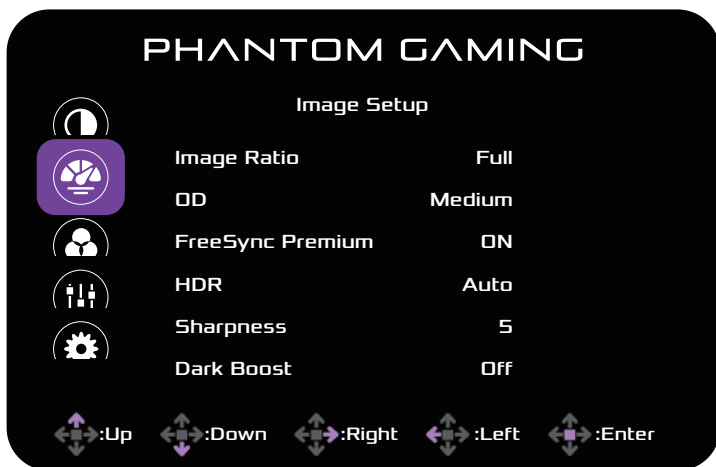 PHANTOM GAMING
Image Setup
Image Ratio Full
OD Medium
FreeSync Premium ON
HDR Auto
Sharpness 5
Dark Boost Off
:Up :Down :Right :Left :Enter